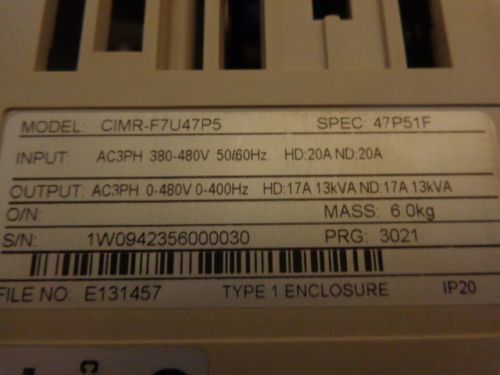 MODEL: CIMR-F7U47P5 SPEC: 47P51F
INPUT: AC3PH 380-480V 50/60Hz HD:20A ND:20A
OUTPUT: AC3PH 0-480V 0-400Hz HD:17A 13kVA ND:17A 13kVA
O/N: MASS: 6.0kg
S/N: 1W0942356000030 PRG: 3021
FILE NO: E131457 TYPE 1 ENCLOSURE IP20